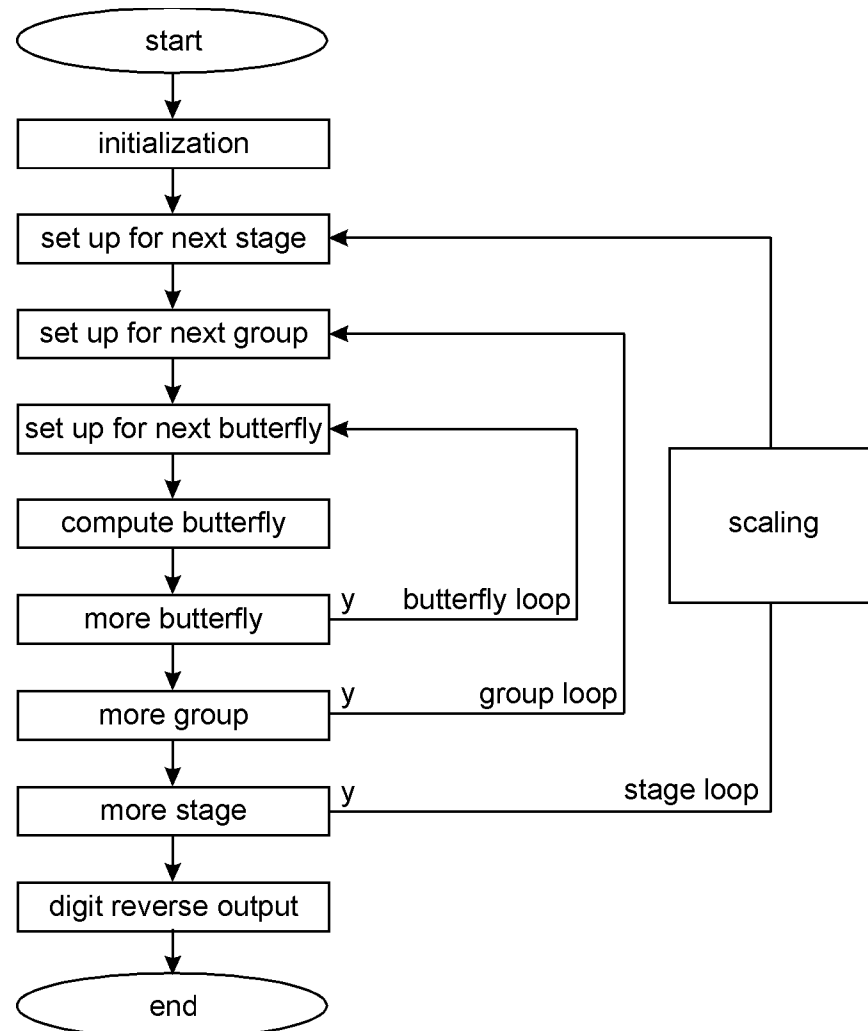 start
initialization
set up for next stage
set up for next group
set up for next butterfly
compute butterfly
scaling
more butterfly
y
butterfly loop
more group
y
group loop
more stage
y
stage loop
digit reverse output
end